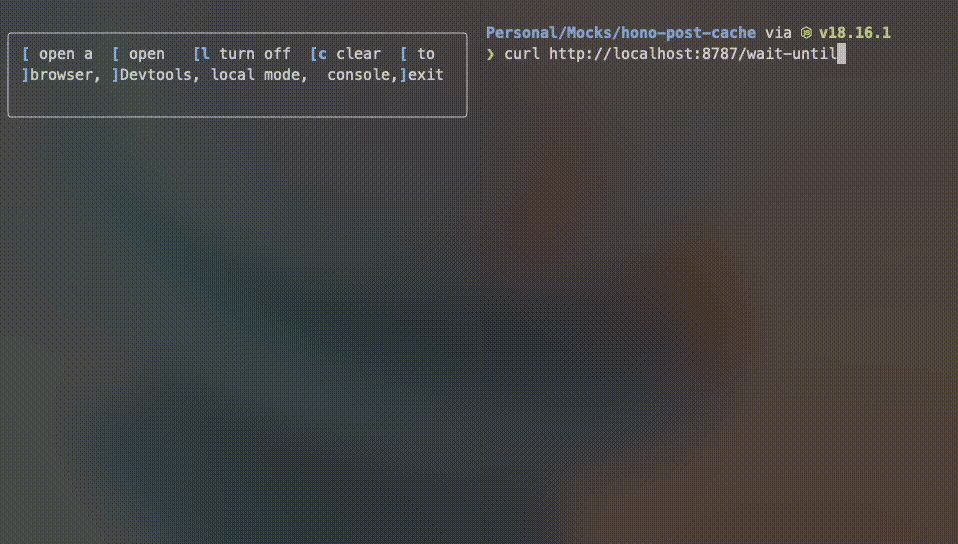 [ open a  [ open   [l turn off  [c clear  [ to
]browser, ]Devtools, local mode,  console,]exit
Personal/Mocks/hono-post-cache via ⬢ v18.16.1
❯ curl http://localhost:8787/wait-until